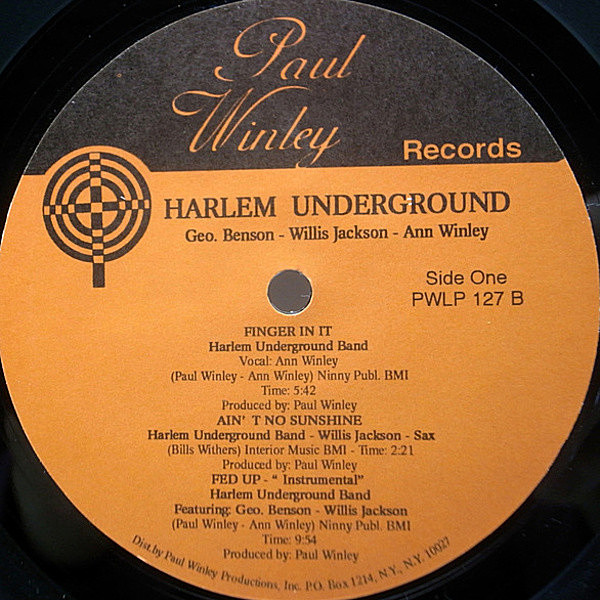 Paul
Winley
Records
HARLEM UNDERGROUND
Geo. Benson - Willis Jackson - Ann Winley
Side One
PWLP 127 B
FINGER IN IT
Harlem Underground Band
Vocal: Ann Winley
(Paul Winley - Ann Winley) Ninny Publ. BMI
Time: 5:42
Produced by: Paul Winley
AIN' T NO SUNSHINE
Harlem Underground Band - Willis Jackson - Sax
(Bills Withers) Interior Music BMI - Time: 2:21
Produced by: Paul Winley
FED UP - “ Instrumental”
Harlem Underground Band
Featuring: Geo. Benson - Willis Jackson
(Paul Winley - Ann Winley) Ninny Publ. BMI
Time: 9:54
Produced by: Paul Winley
Dist.by Paul Winley Productions, Inc. P.O. Box 1214, N.Y., N.Y. 10027